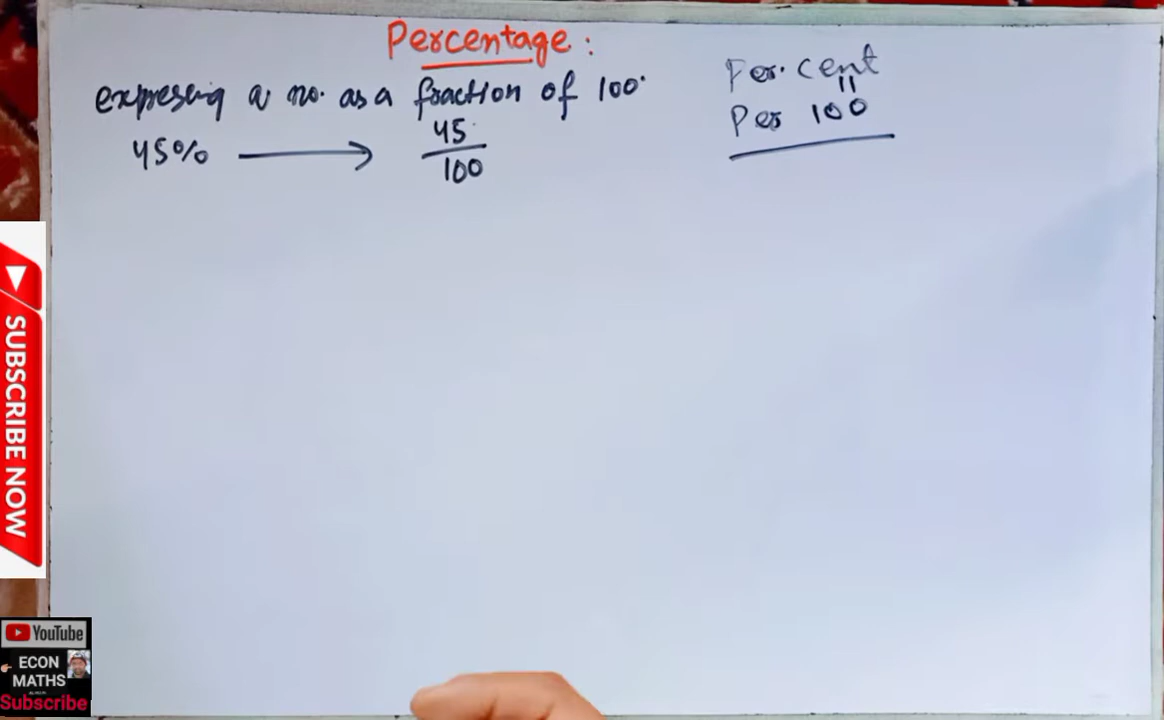 Percentage :
expressing a no. as a fraction of 100.
45% → 45/100
Per.cent
11
Per 100
SUBSCRIBE NOW
YouTube
ECON
MATHS
Subscribe